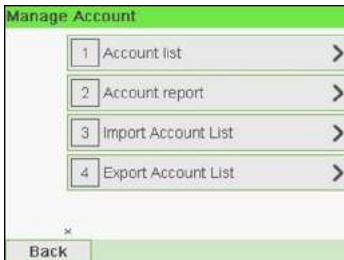 Manage Account
1 Account list
2 Account report
3 Import Account List
4 Export Account List
×
Back